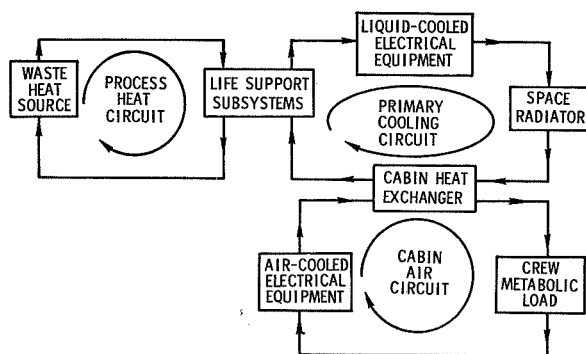 LIQUID-COOLED
ELECTRICAL
EQUIPMENT
WASTE
HEAT
SOURCE
PROCESS
HEAT
CIRCUIT
LIFE SUPPORT
SUBSYSTEMS
PRIMARY
COOLING
CIRCUIT
SPACE
RADIATOR
CABIN HEAT
EXCHANGER
AIR-COOLED
ELECTRICAL
EQUIPMENT
CABIN
AIR
CIRCUIT
CREW
METABOLIC
LOAD